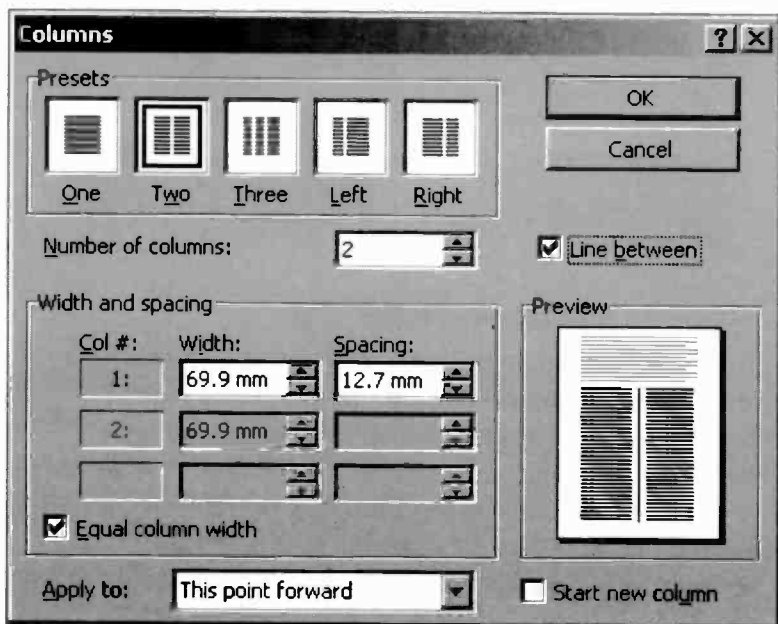 Columns
Presets
One Two Three Left Right
OK
Cancel
Number of columns: 2
Line between
Width and spacing
Col #: Width: Spacing:
1: 69.9 mm 12.7 mm
2: 69.9 mm
Equal column width
Preview
Apply to: This point forward
Start new column